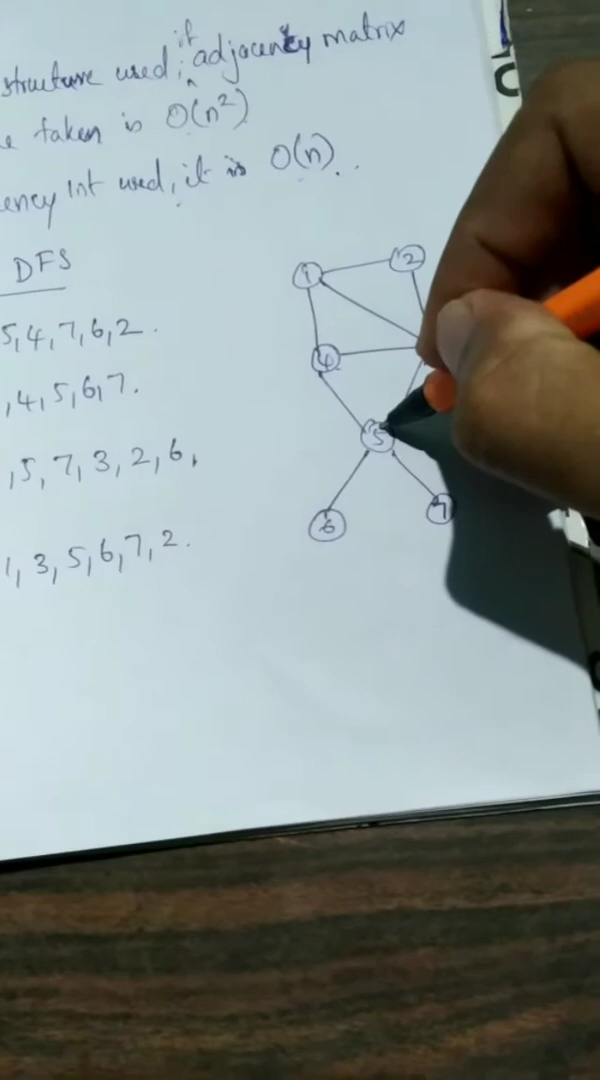 structure used, if adjacency matrix
e taken is O(n²)
ency used, it is O(n)..
DFS
5, 4, 7, 6, 2.
, 4, 5, 6, 7.
, 5, 7, 3, 2, 6,
1, 3, 5, 6, 7, 2.
1
2
4
5
6
7